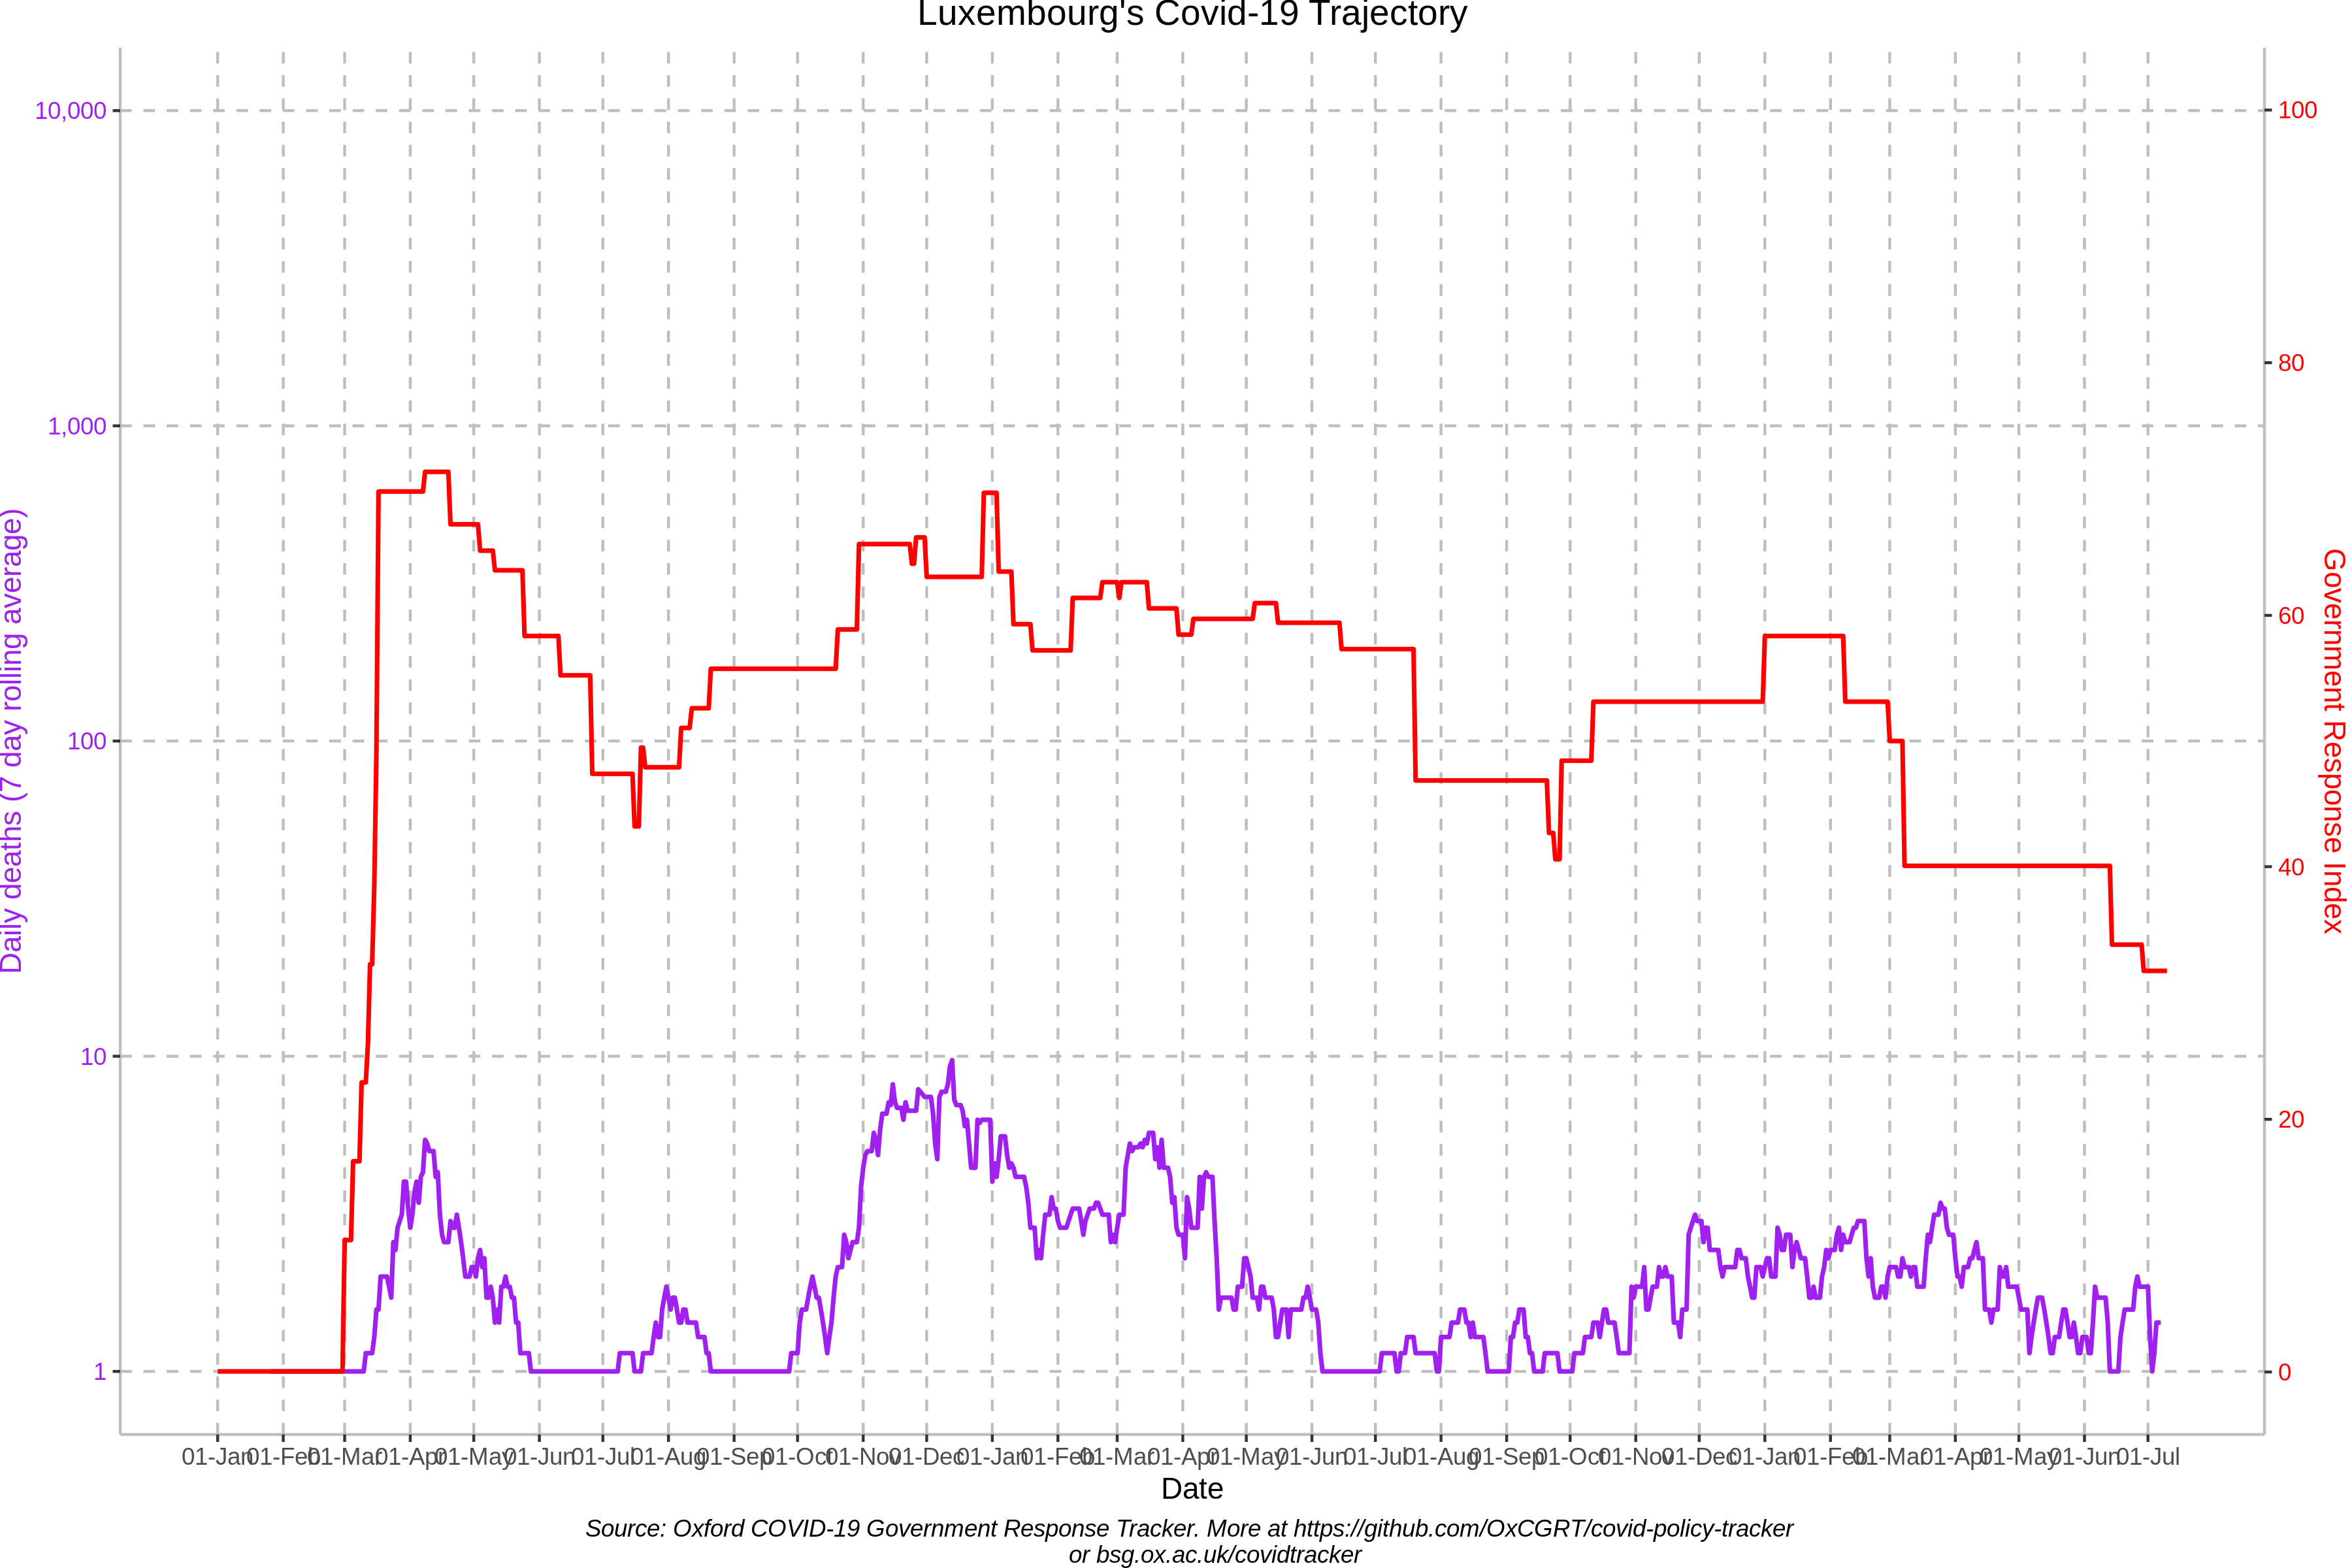 Luxembourg's Covid-19 Trajectory
10,000
1,000
100
10
1
Daily deaths (7 day rolling average)
100
80
60
40
20
0
Government Response Index
01-Jan
01-Feb
01-Mar
01-Apr
01-May
01-Jun
01-Jul
01-Aug
01-Sep
01-Oct
01-Nov
01-Dec
01-Jan
01-Feb
01-Mar
01-Apr
01-May
01-Jun
01-Jul
01-Aug
01-Sep
01-Oct
01-Nov
01-Dec
01-Jan
01-Feb
01-Mar
01-Apr
01-May
01-Jun
01-Jul
Date
Source: Oxford COVID-19 Government Response Tracker. More at https://github.com/OxCGRT/covid-policy-tracker
or bsg.ox.ac.uk/covidtracker